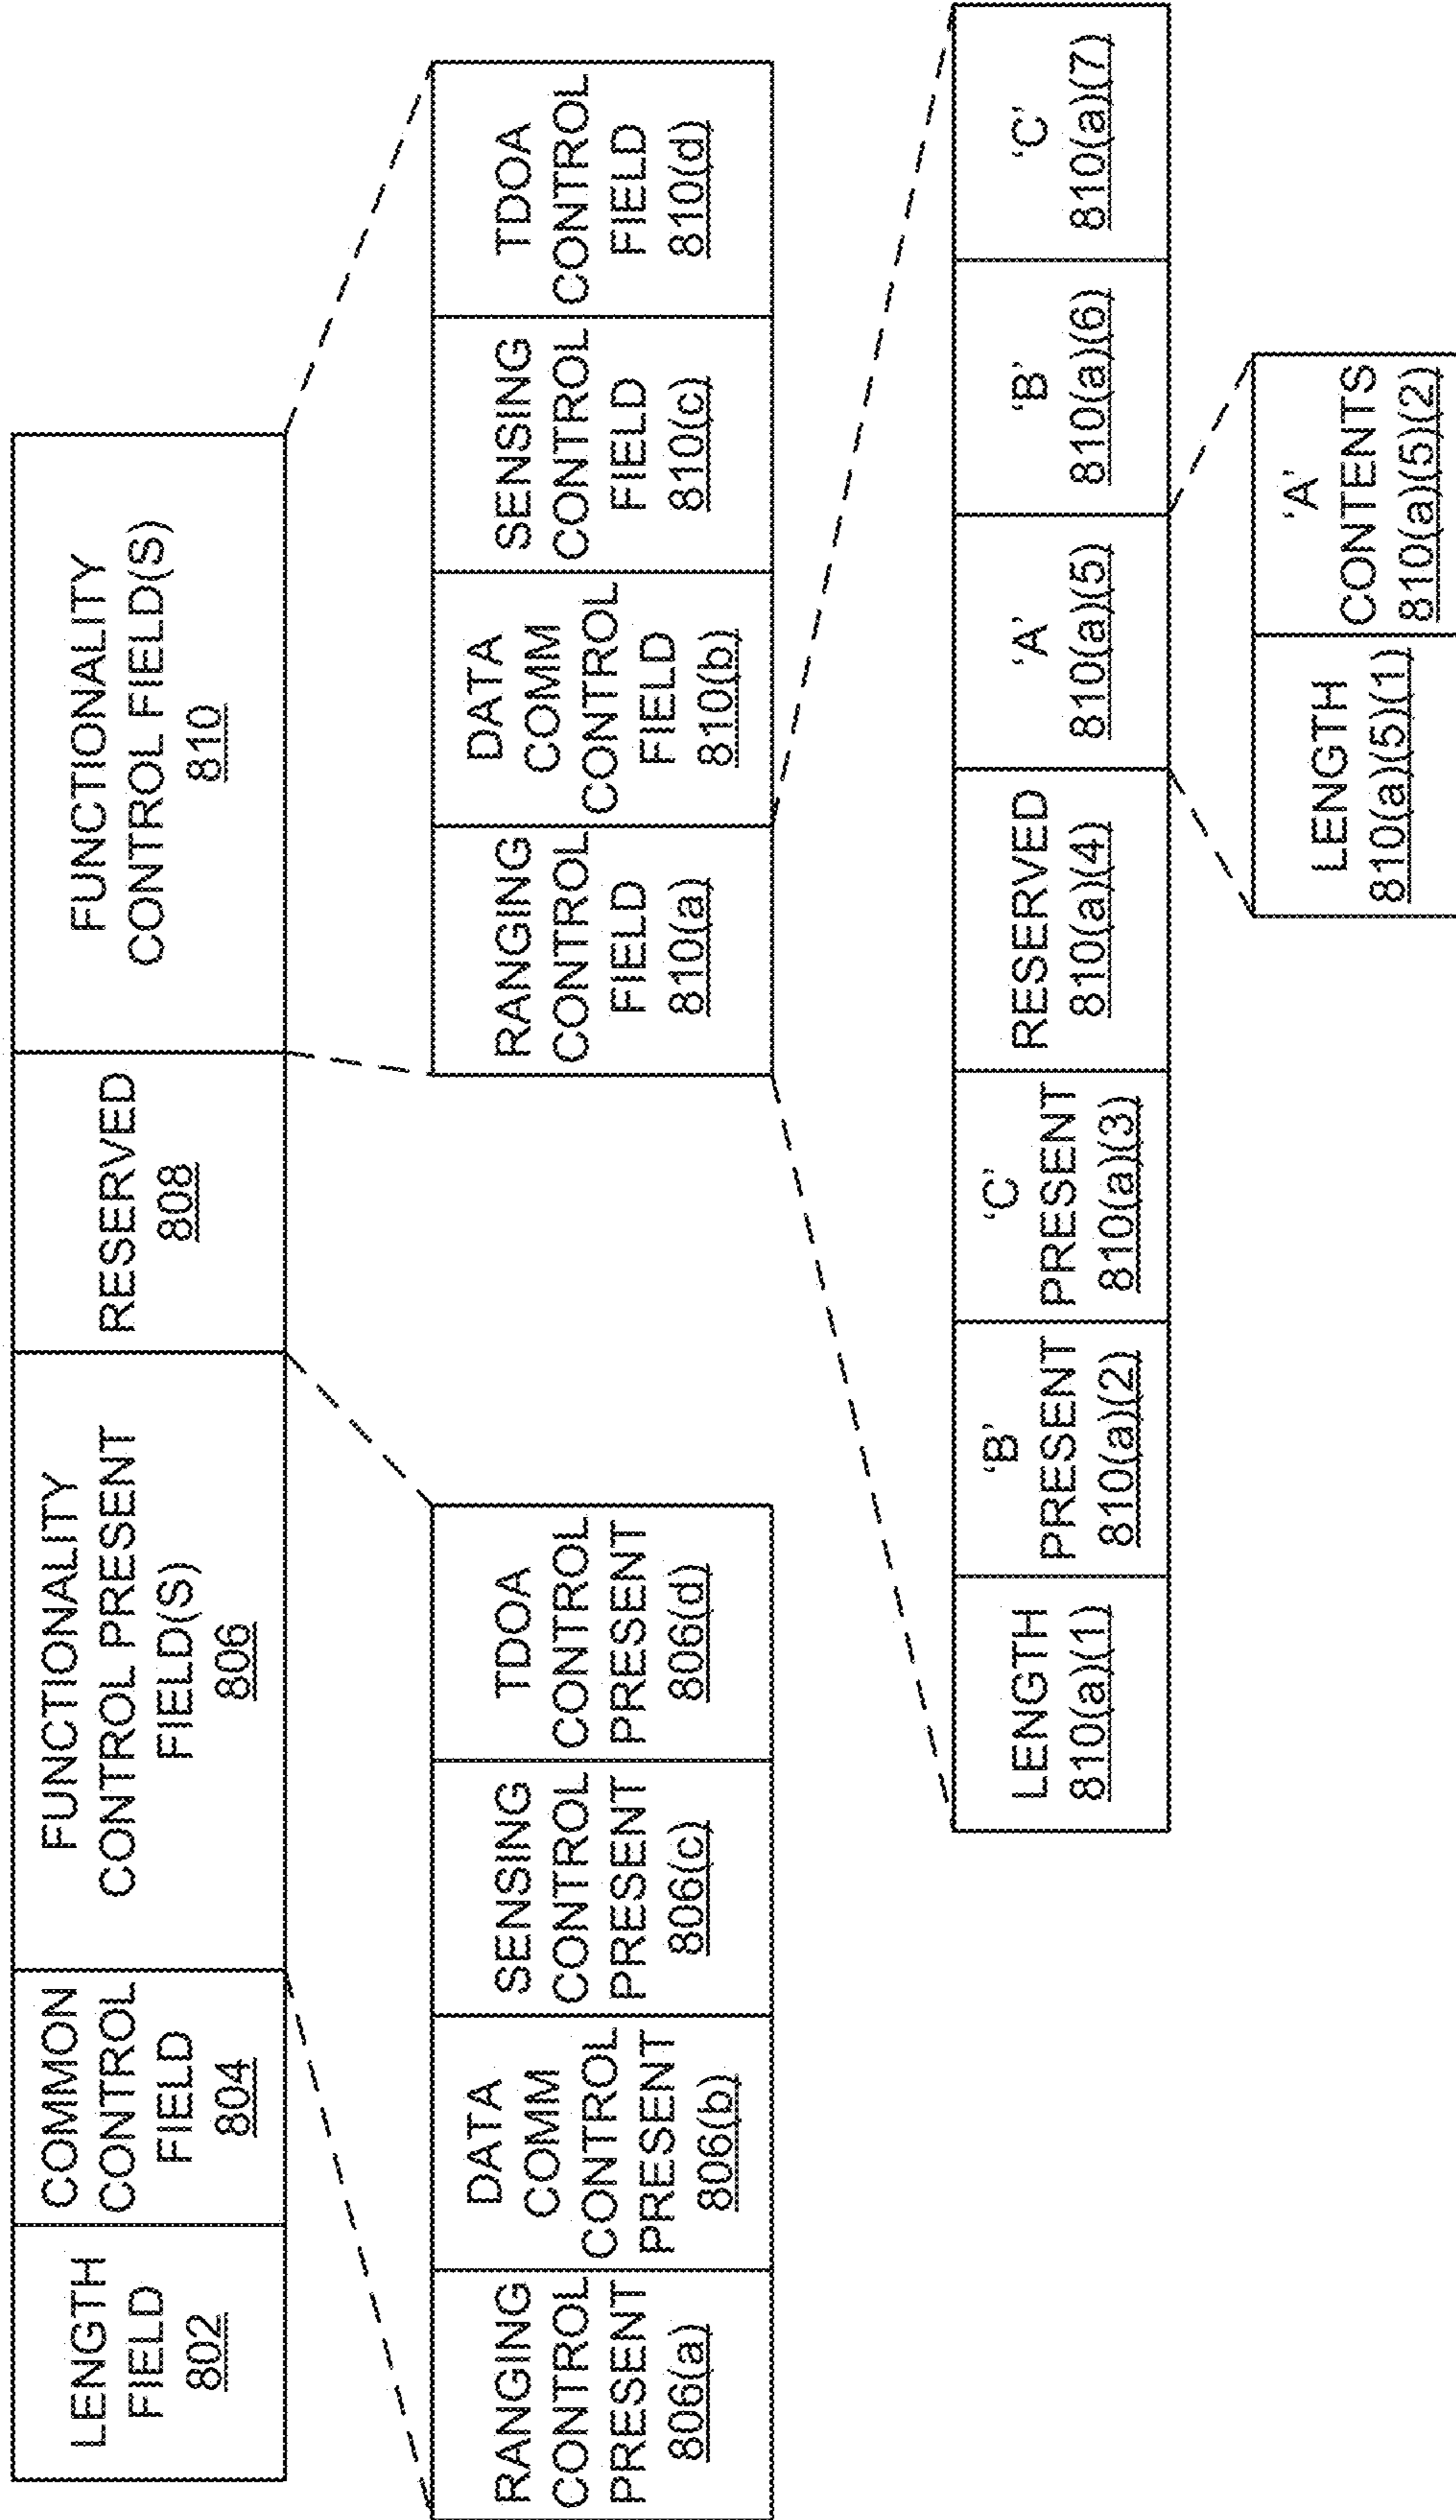 LENGTH
FIELD
802
COMMON
CONTROL
FIELD
804
FUNCTIONALITY
CONTROL PRESENT
FIELD(S)
806
RESERVED
808
FUNCTIONALITY
CONTROL FIELD(S)
810
RANGING
CONTROL
PRESENT
806(a)
DATA
COMM
CONTROL
PRESENT
806(b)
SENSING
CONTROL
PRESENT
806(c)
TDOA
CONTROL
PRESENT
806(d)
RANGING
CONTROL
FIELD
810(a)
DATA
COMM
CONTROL
FIELD
810(b)
SENSING
CONTROL
FIELD
810(c)
TDOA
CONTROL
FIELD
810(d)
LENGTH
810(a)(1)
'B'
PRESENT
810(a)(2)
'C'
PRESENT
810(a)(3)
RESERVED
810(a)(4)
'A'
810(a)(5)
'B'
810(a)(6)
'C'
810(a)(7)
LENGTH
810(a)(5)(1)
'A'
CONTENTS
810(a)(5)(2)